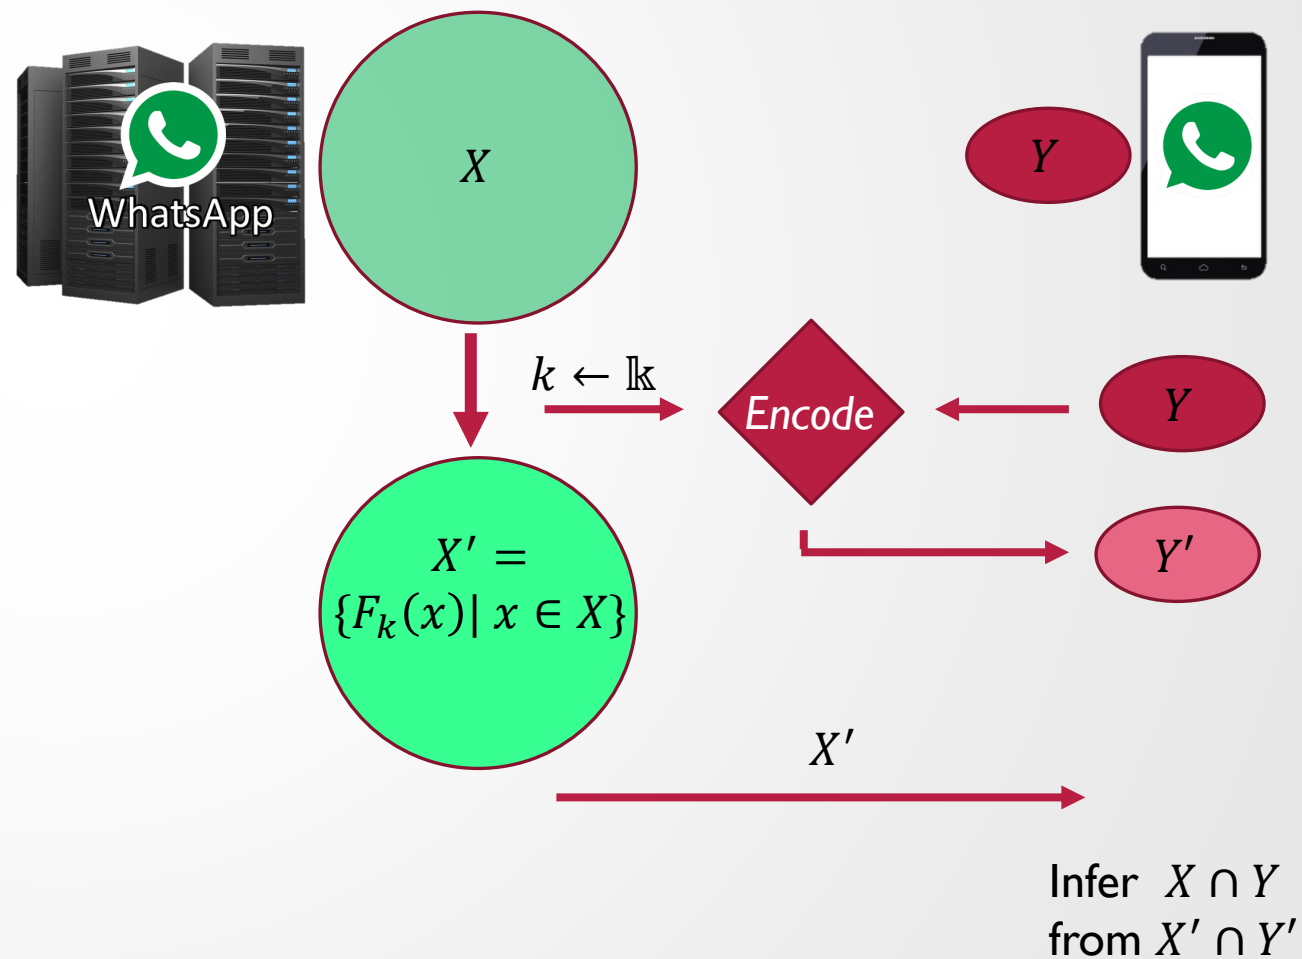 WhatsApp
X
Y
k ← 𝕜
Encode
Y
X′ =
{F_k(x)| x ∈ X}
Y′
X′
Infer X ∩ Y
from X′ ∩ Y′